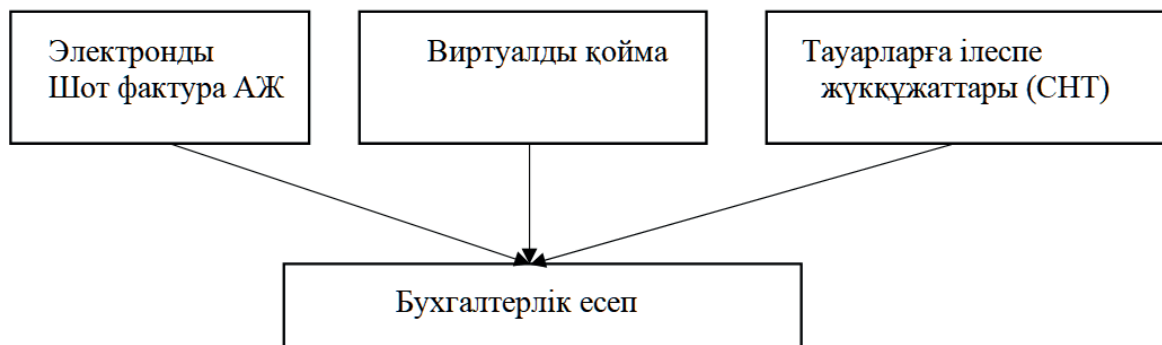 Электронды
Шот фактура АЖ
Виртуалды қойма
Тауарларға ілеспе
жүкқұжаттары (СНТ)
Бухгалтерлік есеп